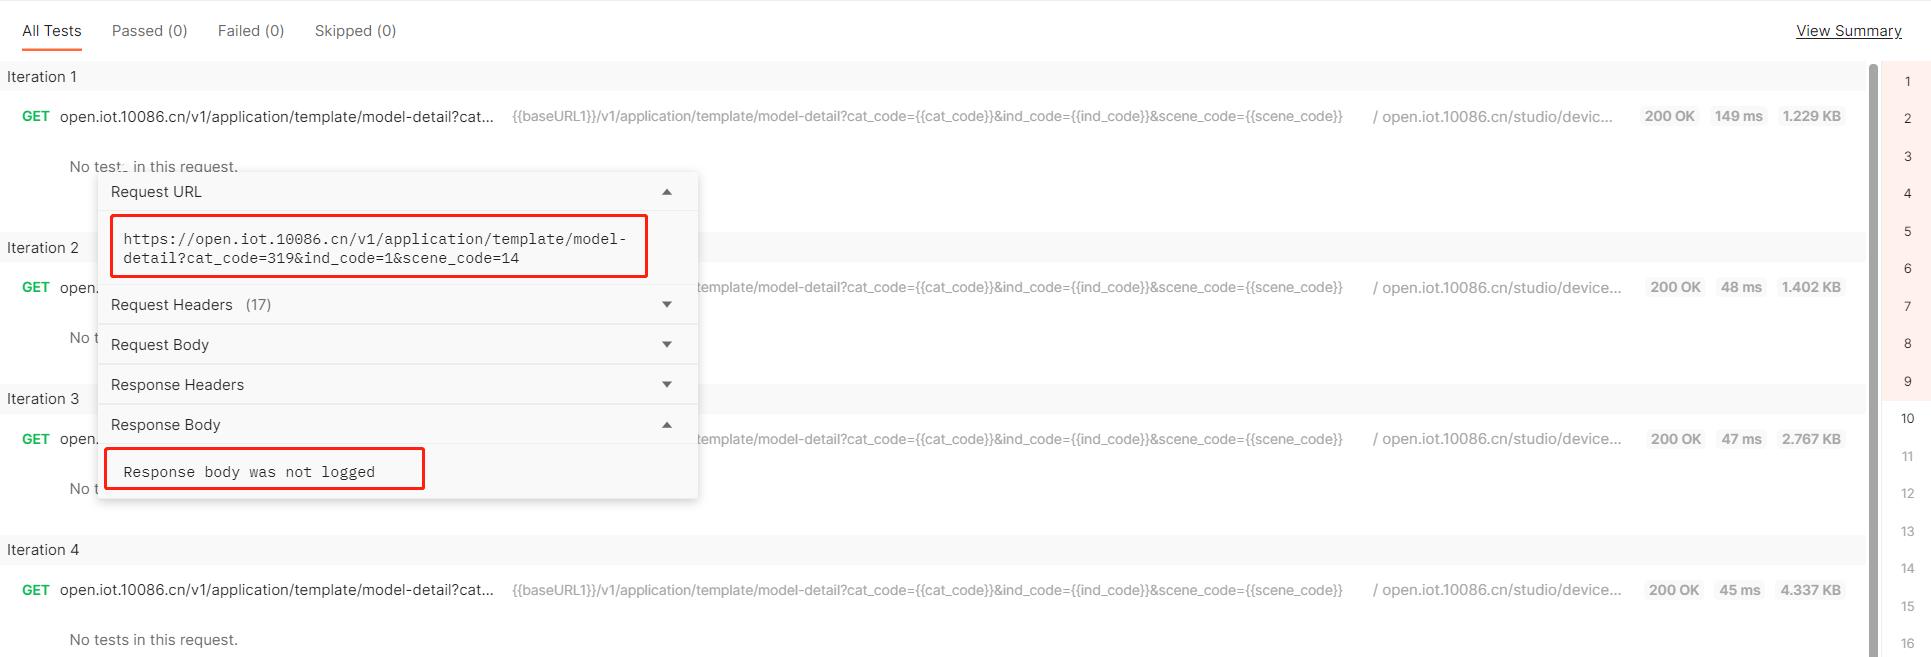 All Tests Passed (0) Failed (0) Skipped (0) View Summary
Iteration 1
GET open.iot.10086.cn/v1/application/template/model-detail?cat... {{baseURL1}}/v1/application/template/model-detail?cat_code={{cat_code}}&ind_code={{ind_code}}&scene_code={{scene_code}} / open.iot.10086.cn/studio/devic... 200 OK 149 ms 1.229 KB
No tests in this request.
Request URL
https://open.iot.10086.cn/v1/application/template/model-
detail?cat_code=319&ind_code=1&scene_code=14
Request Headers (17)
Request Body
Response Headers
Response Body
Response body was not logged
Iteration 2
GET open. template/model-detail?cat_code={{cat_code}}&ind_code={{ind_code}}&scene_code={{scene_code}} / open.iot.10086.cn/studio/device... 200 OK 48 ms 1.402 KB
No t
Iteration 3
GET open. template/model-detail?cat_code={{cat_code}}&ind_code={{ind_code}}&scene_code={{scene_code}} / open.iot.10086.cn/studio/device... 200 OK 47 ms 2.767 KB
No t
Iteration 4
GET open.iot.10086.cn/v1/application/template/model-detail?cat... {{baseURL1}}/v1/application/template/model-detail?cat_code={{cat_code}}&ind_code={{ind_code}}&scene_code={{scene_code}} / open.iot.10086.cn/studio/device... 200 OK 45 ms 4.337 KB
No tests in this request.
1
2
3
4
5
6
7
8
9
10
11
12
13
14
15
16